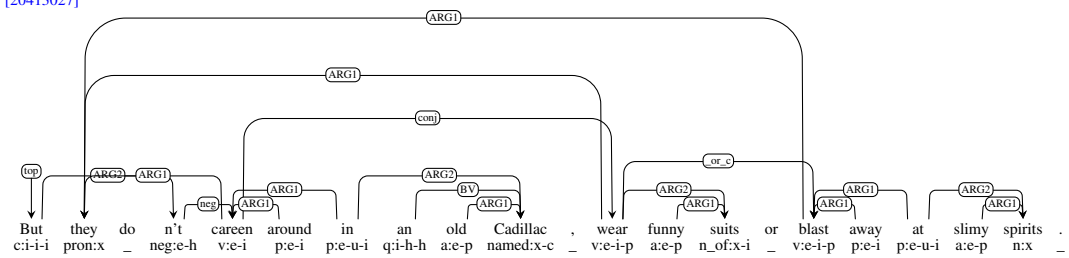 [20413027]
ARG1
ARG1
conj
top ARG2 ARG1 neg ARG1 ARG1 ARG2 BV ARG1 ARG2 ARG1 _or_c ARG1 ARG1 ARG2 ARG1
But they do n't careen around in an old Cadillac , wear funny suits or blast away at slimy spirits .
c:i-i-i pron:x _ neg:e-h v:e-i p:e-i p:e-u-i q:i-h-h a:e-p named:x-c _ v:e-i-p a:e-p n_of:x-i _ v:e-i-p p:e-i p:e-u-i a:e-p n:x _